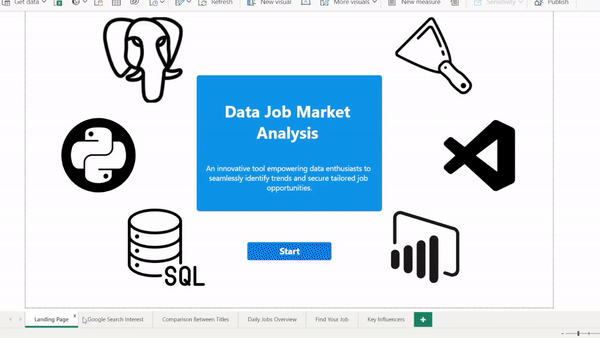 Get data Refresh New visual More visuals New measure Sensitivity Publish
Data Job Market
Analysis
An innovative tool empowering data enthusiasts to
seamlessly identify trends and secure tailored job
opportunities.
SQL
Start
Landing Page x Google Search Interest Comparison Between Titles Daily Jobs Overview Find Your Job Key Influencers +